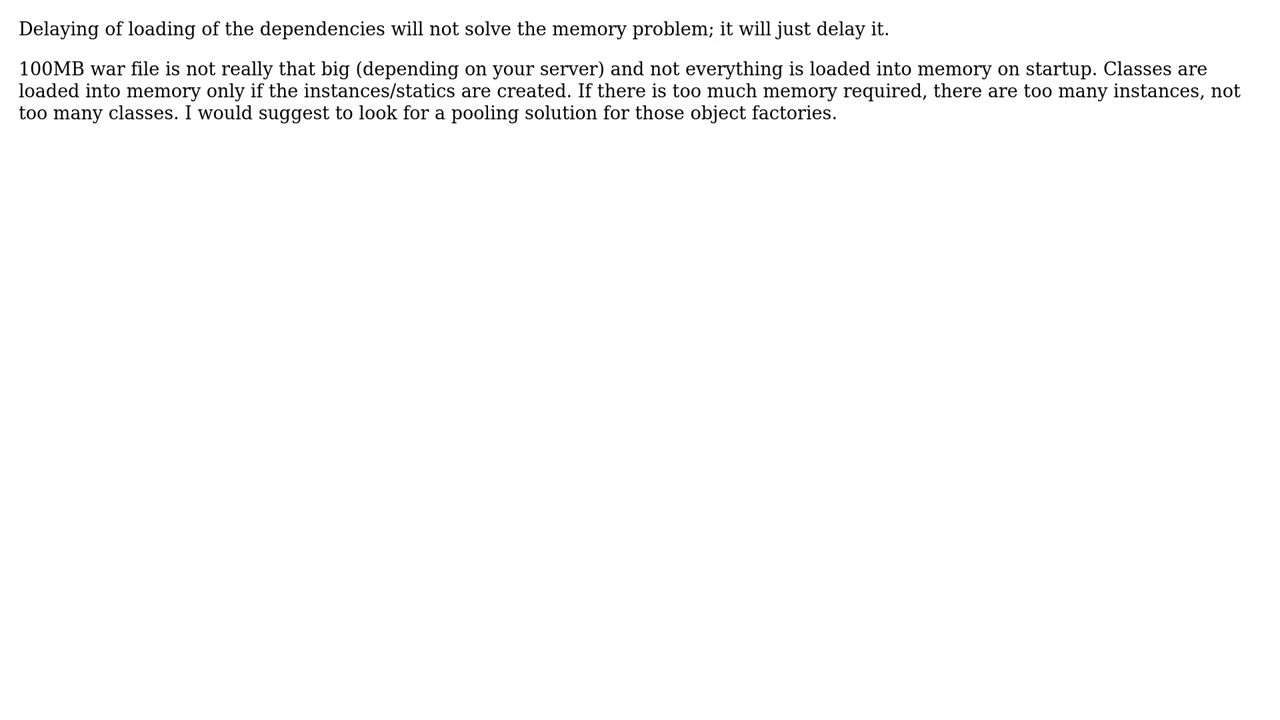 Delaying of loading of the dependencies will not solve the memory problem; it will just delay it.
100MB war file is not really that big (depending on your server) and not everything is loaded into memory on startup. Classes are
loaded into memory only if the instances/statics are created. If there is too much memory required, there are too many instances, not
too many classes. I would suggest to look for a pooling solution for those object factories.